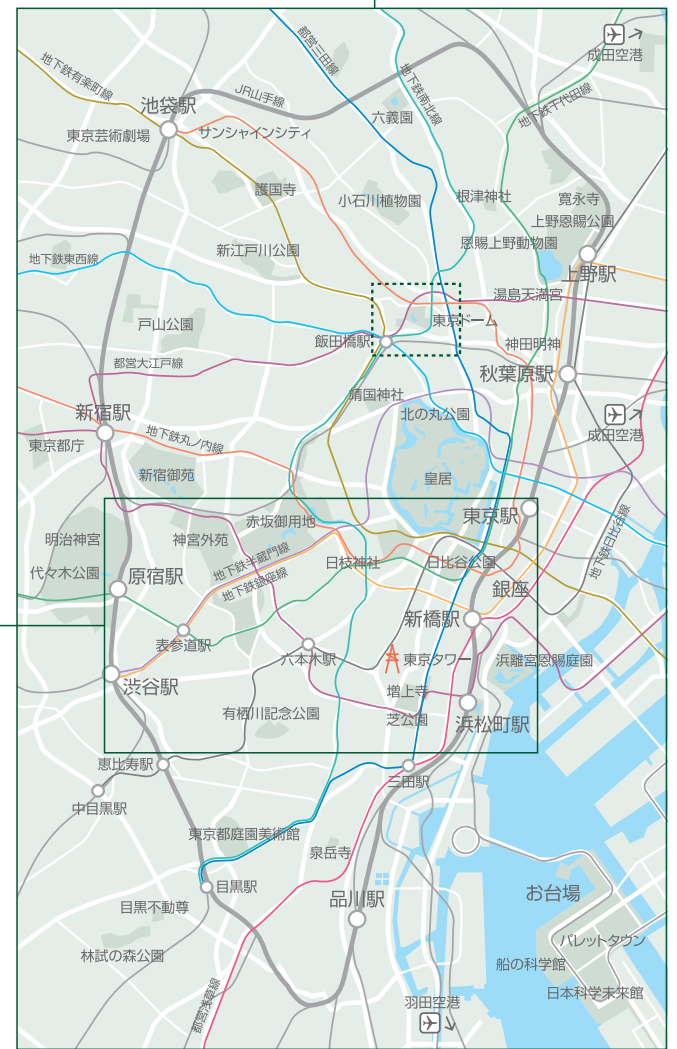 都営三田線
地下鉄南北線
成田空港
地下鉄有楽町線
JR山手線
池袋駅
地下鉄千代田線
六義園
東京芸術劇場
サンシャインシティ
護国寺
小石川植物園
根津神社
寛永寺
上野恩賜公園
新江戸川公園
恩賜上野動物園
地下鉄東西線
上野駅
湯島天満宮
戸山公園
東京ドーム
飯田橋駅
神田明神
都営大江戸線
秋葉原駅
靖国神社
新宿駅
北の丸公園
成田空港
東京都庁
地下鉄丸ノ内線
新宿御苑
皇居
東京駅
赤坂御用地
明治神宮
神宮外苑
地下鉄日比谷線
地下鉄半蔵門線
日枝神社
日比谷公園
代々木公園
原宿駅
地下鉄銀座線
銀座
新橋駅
表参道駅
六本木駅
東京タワー
浜離宮恩賜庭園
渋谷駅
増上寺
有栖川記念公園
芝公園
浜松町駅
恵比寿駅
三田駅
中目黒駅
東京都庭園美術館
泉岳寺
目黒駅
お台場
品川駅
目黒不動尊
パレットタウン
林試の森公園
船の科学館
日本科学未来館
羽田空港
都営浅草線